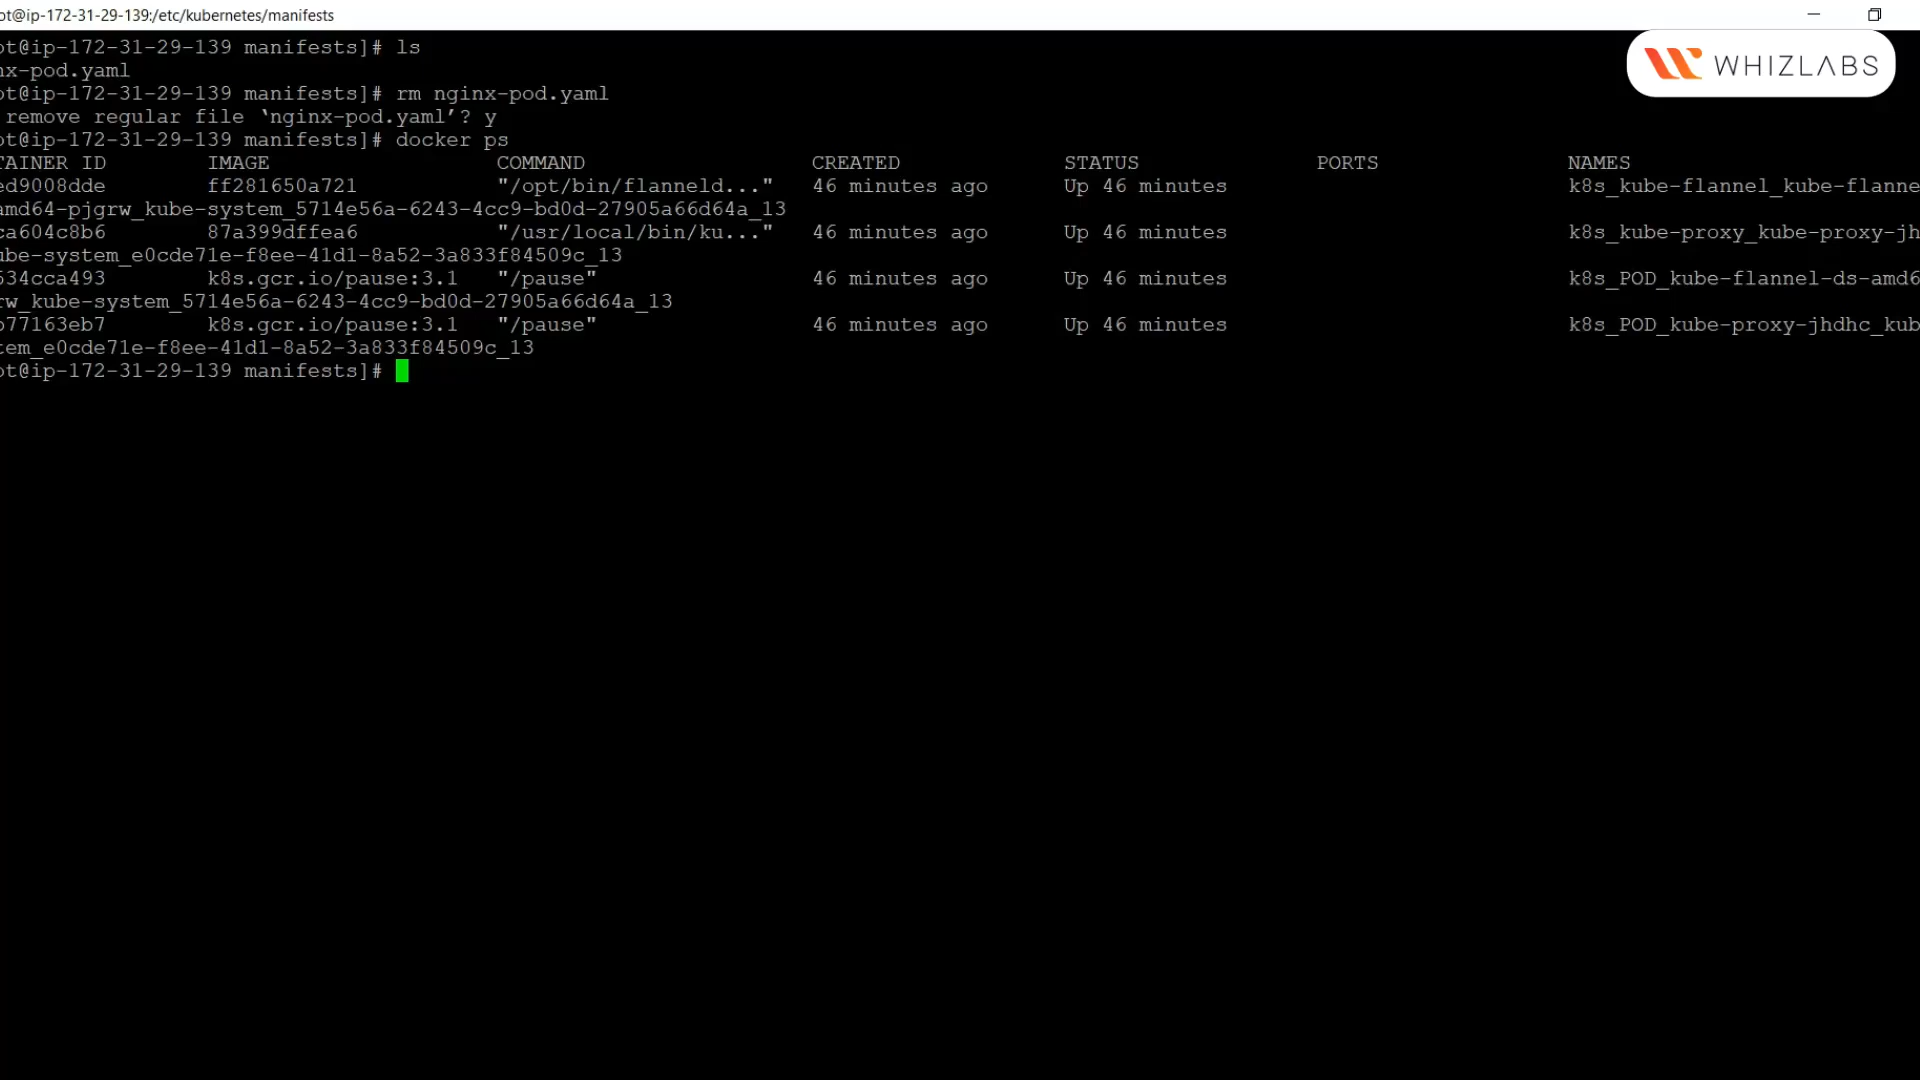 ot@ip-172-31-29-139:/etc/kubernetes/manifests
WHIZLABS
ot@ip-172-31-29-139 manifests]# ls
nx-pod.yaml
ot@ip-172-31-29-139 manifests]# rm nginx-pod.yaml
remove regular file ‘nginx-pod.yaml’? y
ot@ip-172-31-29-139 manifests]# docker ps
TAINER ID IMAGE COMMAND CREATED STATUS PORTS NAMES
ed9008dde ff281650a721 "/opt/bin/flanneld..." 46 minutes ago Up 46 minutes k8s_kube-flannel_kube-flanne
amd64-pjgrw_kube-system_5714e56a-6243-4cc9-bd0d-27905a66d64a_13
ca604c8b6 87a399dffea6 "/usr/local/bin/ku..." 46 minutes ago Up 46 minutes k8s_kube-proxy_kube-proxy-jh
ube-system_e0cde71e-f8ee-41d1-8a52-3a833f84509c_13
534cca493 k8s.gcr.io/pause:3.1 "/pause" 46 minutes ago Up 46 minutes k8s_POD_kube-flannel-ds-amd6
rw_kube-system_5714e56a-6243-4cc9-bd0d-27905a66d64a_13
b77163eb7 k8s.gcr.io/pause:3.1 "/pause" 46 minutes ago Up 46 minutes k8s_POD_kube-proxy-jhdhc_kub
tem_e0cde71e-f8ee-41d1-8a52-3a833f84509c_13
ot@ip-172-31-29-139 manifests]#